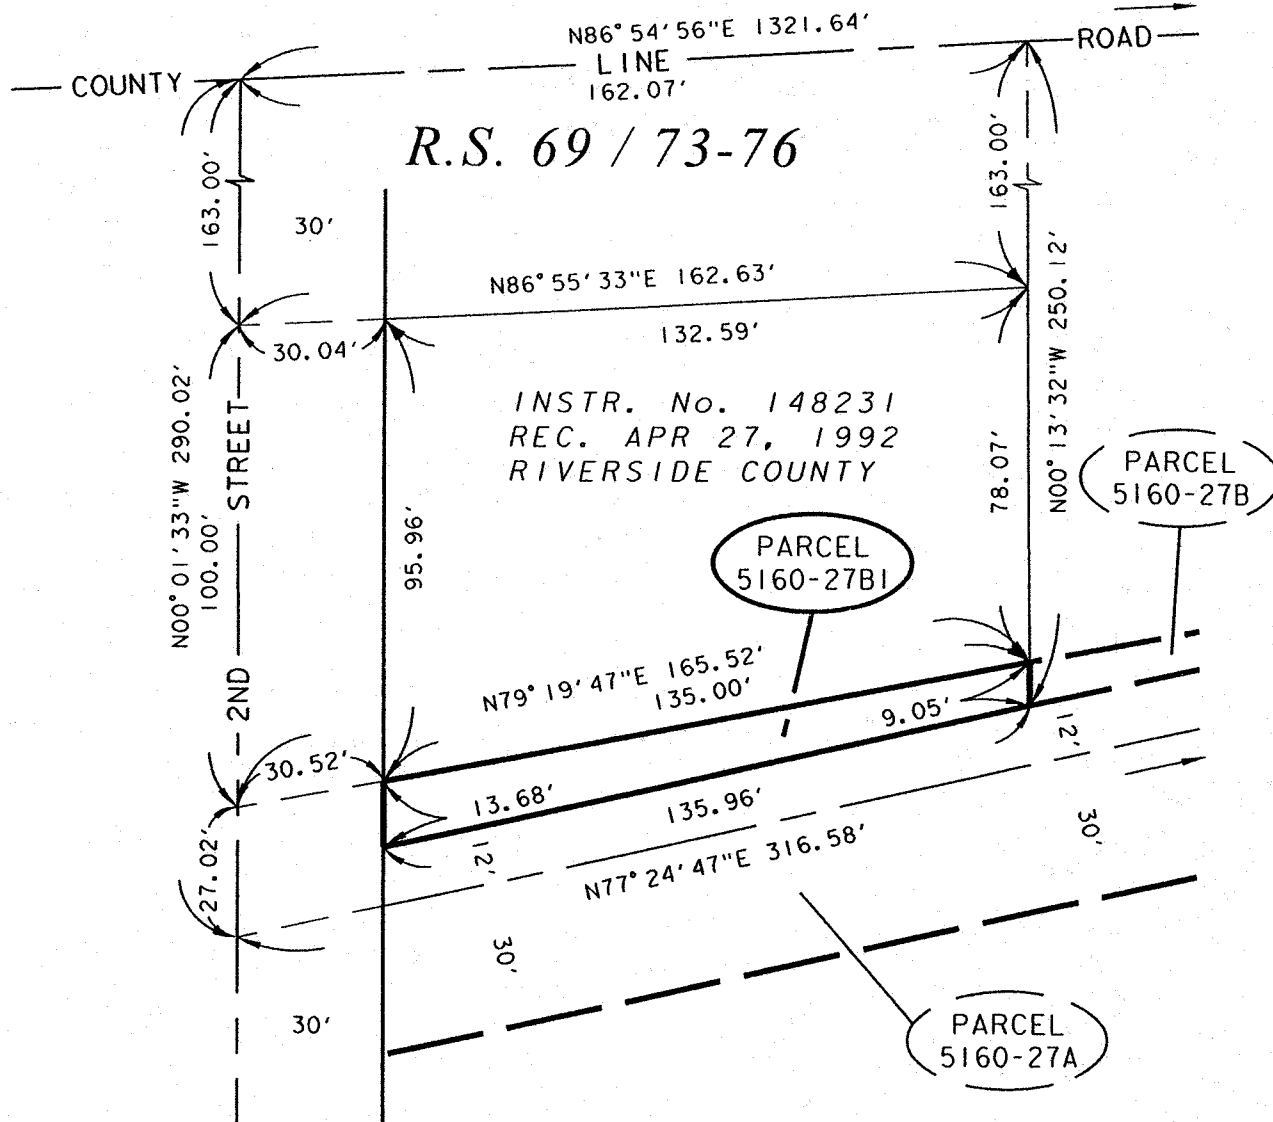 N86°54'56"E 1321.64'
COUNTY LINE ROAD
162.07'
R.S. 69 / 73-76
163.00'
163.00'
30'
N86°55'33"E 162.63'
30.04'
132.59'
N00°01'33"W 290.02'
100.00'
2ND STREET
INSTR. No. 148231
REC. APR 27, 1992
RIVERSIDE COUNTY
95.96'
78.07'
N00°13'32"W 250.12'
PARCEL
5160-27B
PARCEL
5160-27B1
N79°19'47"E 165.52'
135.00'
9.05'
12'
30.52'
13.68'
135.96'
27.02'
12'
N77°24'47"E 316.58'
30'
30'
30'
PARCEL
5160-27A